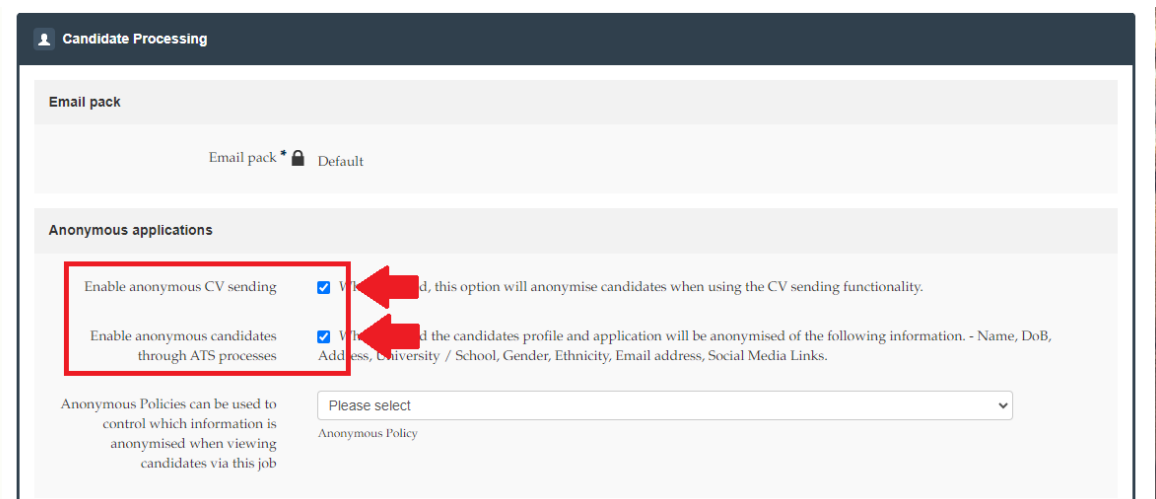 Candidate Processing
Email pack
Email pack *
Default
Anonymous applications
Enable anonymous CV sending
, this option will anonymise candidates when using the CV sending functionality.
Enable anonymous candidates
through ATS processes
the candidates profile and application will be anonymised of the following information. - Name, DoB,
Address, University / School, Gender, Ethnicity, Email address, Social Media Links.
Anonymous Policies can be used to
control which information is
anonymised when viewing
candidates via this job
Please select
Anonymous Policy